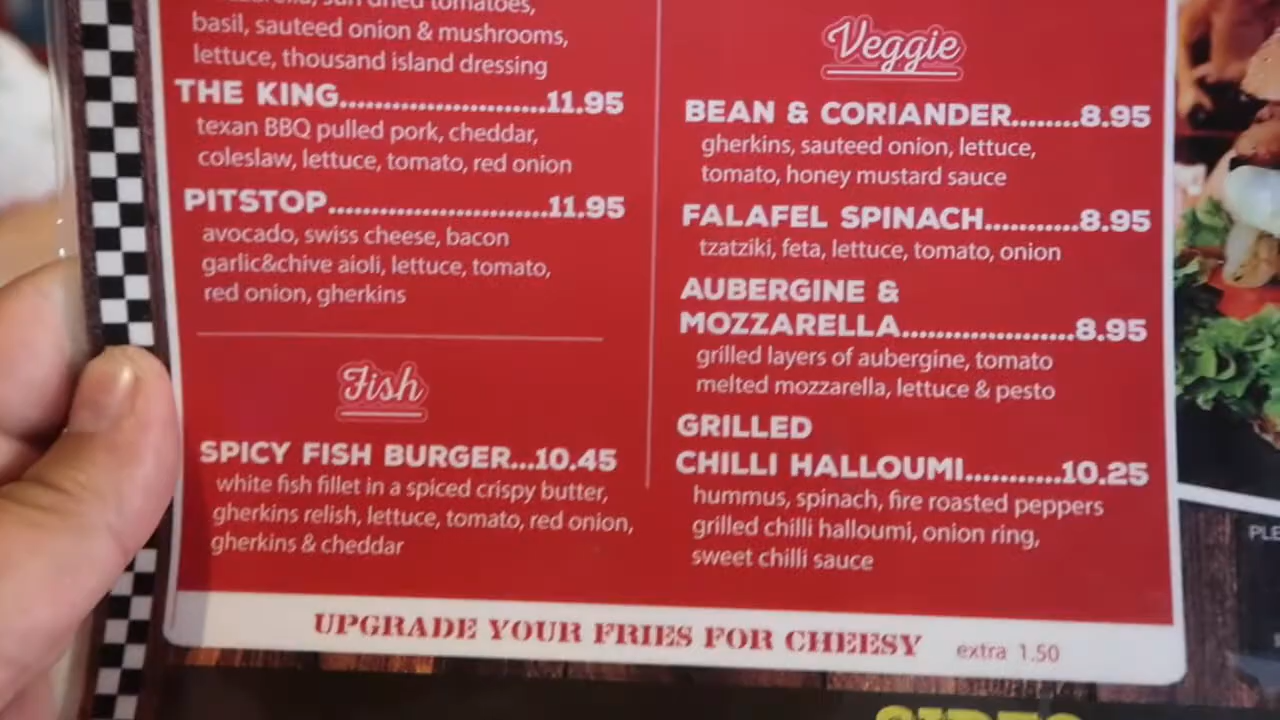 sun dried tomatoes,
basil, sauteed onion & mushrooms,
lettuce, thousand island dressing
THE KING......................11.95
texan BBQ pulled pork, cheddar,
coleslaw, lettuce, tomato, red onion
PITSTOP.......................11.95
avocado, swiss cheese, bacon
garlic&chive aioli, lettuce, tomato,
red onion, gherkins
Fish
SPICY FISH BURGER...10.45
white fish fillet in a spiced crispy butter,
gherkins relish, lettuce, tomato, red onion,
gherkins & cheddar
Veggie
BEAN & CORIANDER.......8.95
gherkins, sauteed onion, lettuce,
tomato, honey mustard sauce
FALAFEL SPINACH..........8.95
tzatziki, feta, lettuce, tomato, onion
AUBERGINE &
MOZZARELLA..................8.95
grilled layers of aubergine, tomato
melted mozzarella, lettuce & pesto
GRILLED
CHILLI HALLOUMI..........10.25
hummus, spinach, fire roasted peppers
grilled chilli halloumi, onion ring,
sweet chilli sauce
UPGRADE YOUR FRIES FOR CHEESY extra 1.50